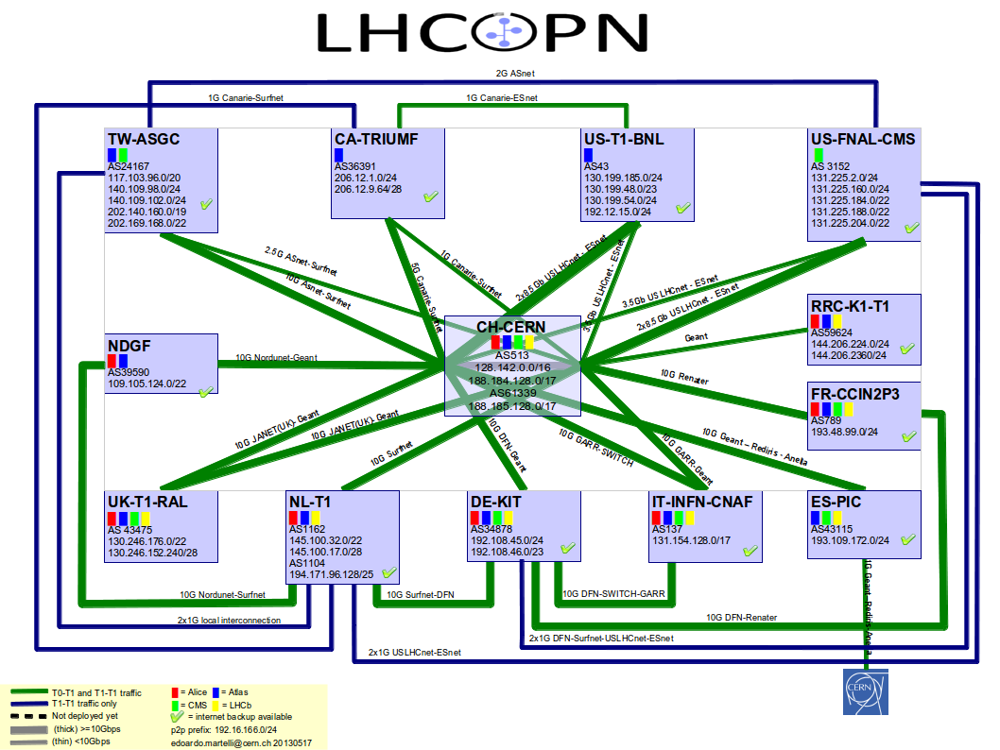 LHCOPN
2G ASnet
1G Canarie-Surfnet
1G Canarie-ESnet
TW-ASGC
AS24167
117.103.96.0/20
140.109.98.0/24
140.109.102.0/24
202.140.160.0/19
202.169.168.0/22
CA-TRIUMF
AS36391
206.12.1.0/24
206.12.9.64/28
US-T1-BNL
AS43
130.199.185.0/24
130.199.48.0/23
130.199.54.0/24
192.12.15.0/24
US-FNAL-CMS
AS 3152
131.225.2.0/24
131.225.160.0/24
131.225.184.0/22
131.225.188.0/22
131.225.204.0/22
2.5G ASnet-Surfnet
10G Asnet-Surfnet
5G Canarie-Surfnet
1G Canarie-Surfnet
2x8.5Gb USLHCnet - ESnet
3.5Gb USLHCnet - ESnet
3.5Gb USLHCnet - ESnet
2x8.5Gb USLHCnet - ESnet
CH-CERN
AS513
128.142.0.0/16
188.184.128.0/17
AS61339
188.185.128.0/17
RRC-K1-T1
AS59624
144.206.224.0/24
144.206.2360/24
Geant
NDGF
AS39590
109.105.124.0/22
10G Nordunet-Geant
10G Renater
FR-CCIN2P3
AS789
193.48.99.0/24
10G JANET(UK)- Geant
10G JANET(UK)- Geant
10G Surfnet
10G DFN-Geant
10G GARR-SWITCH
10G GARR-Geant
10G Geant – Rediris - Anella
UK-T1-RAL
AS 43475
130.246.176.0/22
130.246.152.240/28
NL-T1
AS1162
145.100.32.0/22
145.100.17.0/28
AS1104
194.171.96.128/25
DE-KIT
AS34878
192.108.45.0/24
192.108.46.0/23
IT-INFN-CNAF
AS137
131.154.128.0/17
ES-PIC
AS43115
193.109.172.0/24
1G Geant – Rediris-Anella
10G Nordunet-Surfnet
10G Surfnet-DFN
10G DFN-SWITCH-GARR
2x1G local interconnection
10G DFN-Renater
2x1G DFN-Surfnet-USLHCnet-ESnet
2x1G USLHCnet-ESnet
CERN
T0-T1 and T1-T1 traffic
T1-T1 traffic only
Not deployed yet
(thick) >=10Gbps
(thin) <10Gbps
= Alice = Atlas
= CMS = LHCb
= internet backup available
p2p prefix: 192.16.166.0/24
edoardo.martelli@cern.ch 20130517